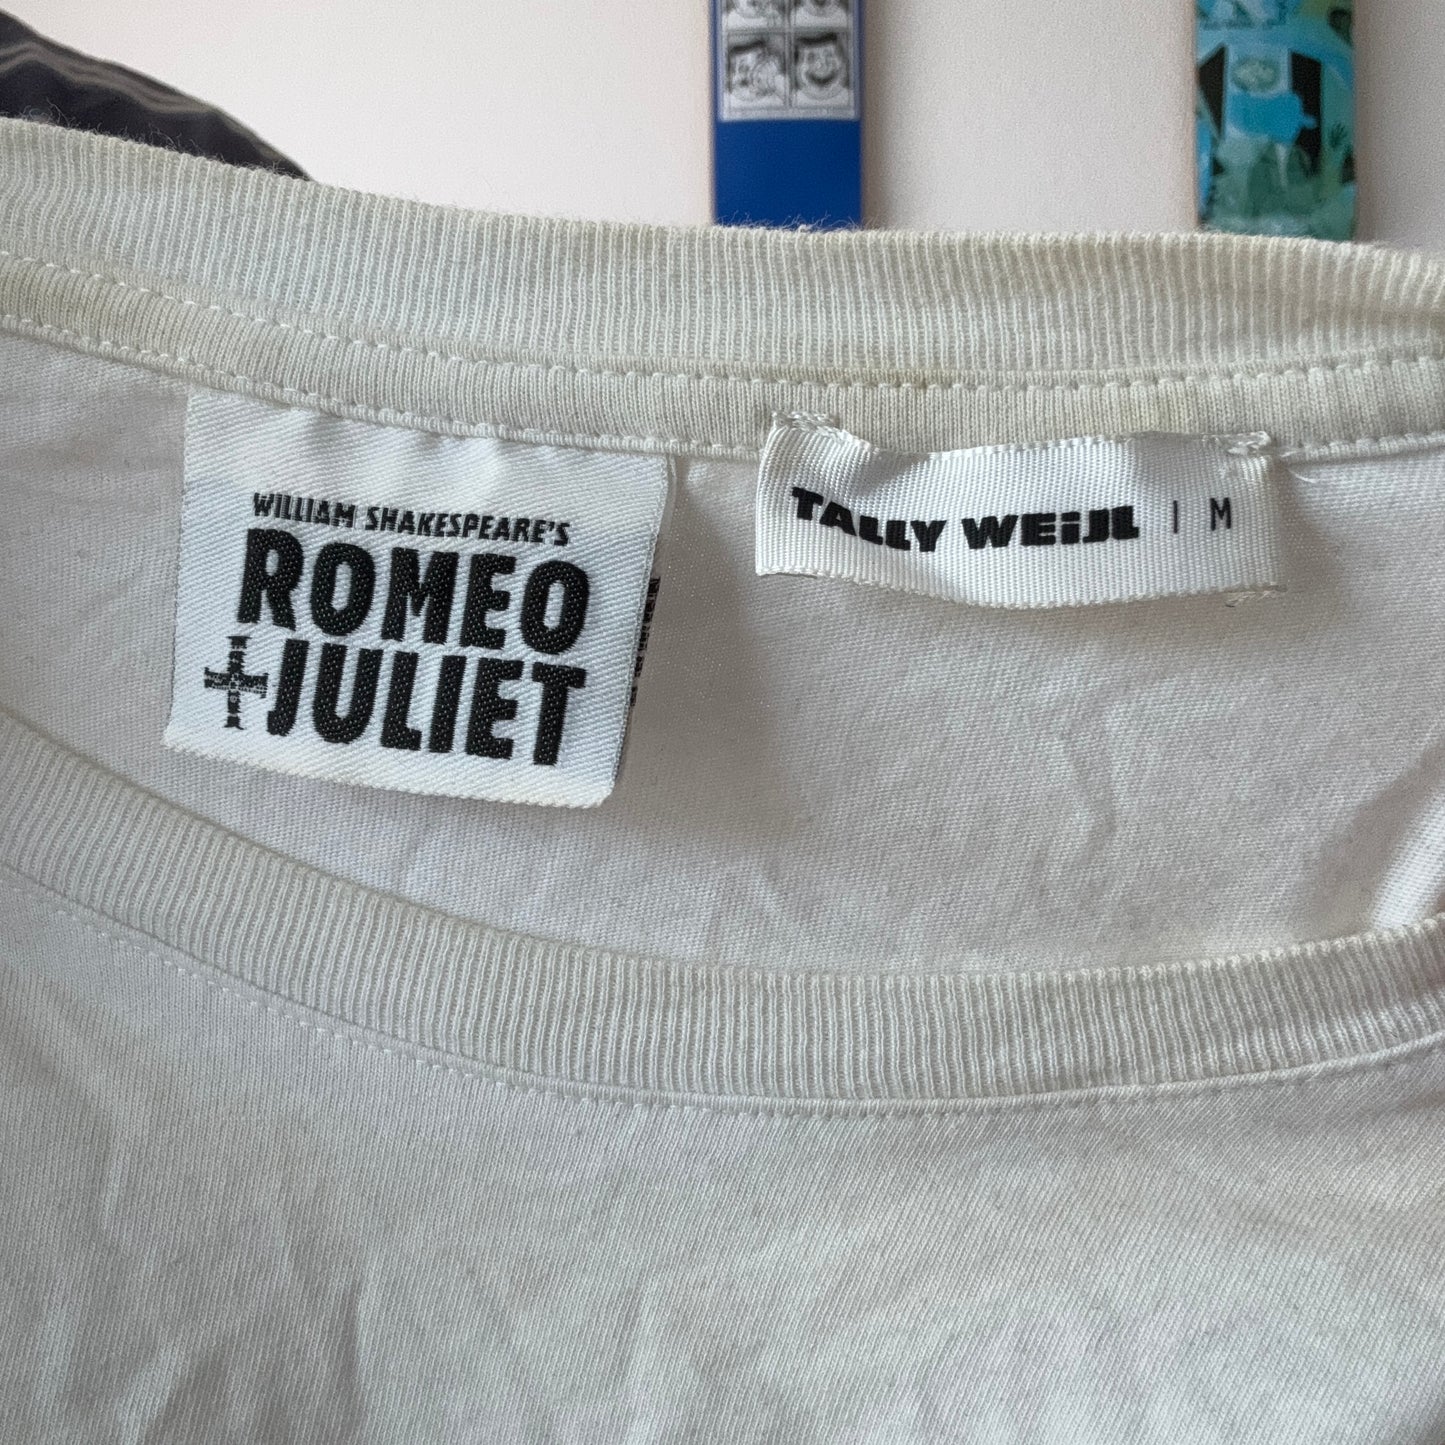 WILLIAM SHAKESPEARE'S
ROMEO
+JULIET
TALLY WEiJL | M